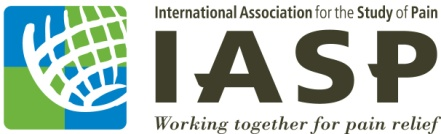 International Association for the Study of Pain
IASP
Working together for pain relief